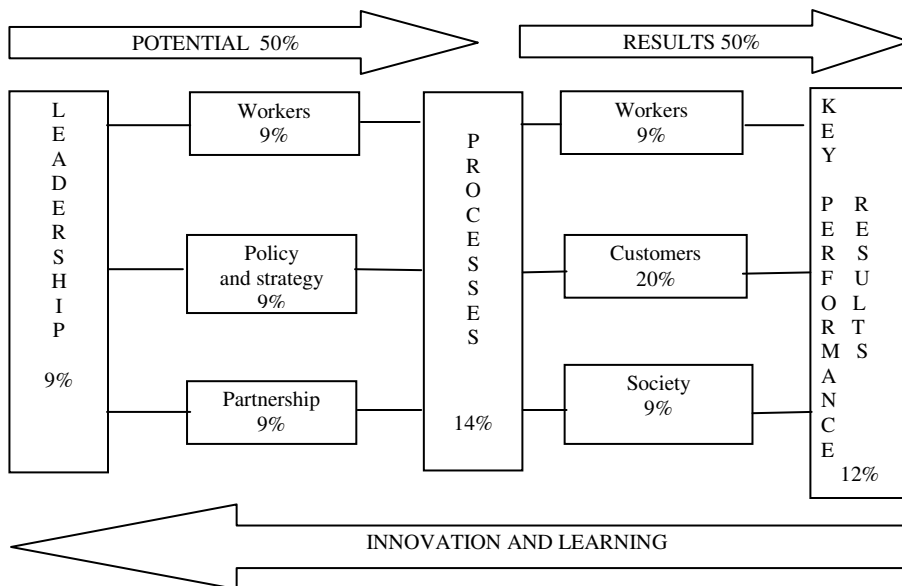 POTENTIAL 50%
RESULTS 50%
LEADERSHIP
9%
Workers
9%
Policy
and strategy
9%
Partnership
9%
PROCESSES
14%
Workers
9%
Customers
20%
Society
9%
KEY PERFORMANCE
RESULTS
12%
INNOVATION AND LEARNING